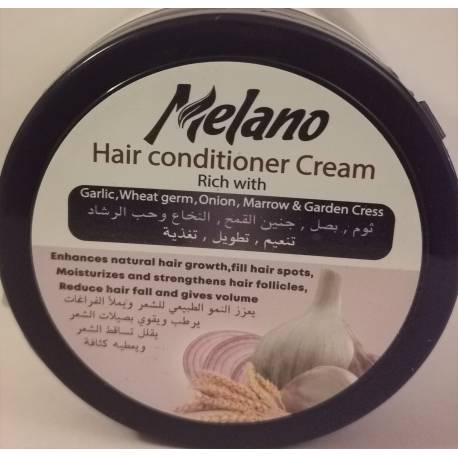 Melano
Hair conditioner Cream
Rich with
Garlic,Wheat germ,Onion, Marrow & Garden Cress
ثوم , بصل , جنين القمح , النخاع وحب الرشاد
تنعيم , تطويل , تغذية
Enhances natural hair growth,fill hair spots,
Moisturizes and strengthens hair follicles,
Reduce hair fall and gives volume
يعزز النمو الطبيعي للشعر ويملأ الفراغات
يرطب ويقوي بصيلات الشعر
يقلل تساقط الشعر
ويعطيه كثافة